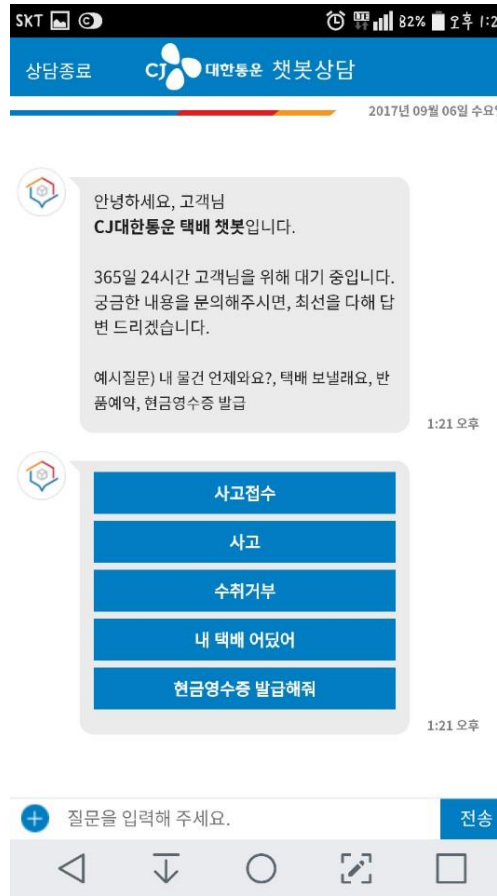 SKT 82% 오후 1:2
상담종료 CJ 대한통운 챗봇상담
2017년 09월 06일 수요일
안녕하세요, 고객님
CJ대한통운 택배 챗봇입니다.
365일 24시간 고객님을 위해 대기 중입니다.
궁금한 내용을 문의해주시면, 최선을 다해 답
변 드리겠습니다.
예시질문) 내 물건 언제와요?, 택배 보낼래요, 반
품예약, 현금영수증 발급
1:21 오후
사고접수
사고
수취거부
내 택배 어딨어
현금영수증 발급해줘
1:21 오후
질문을 입력해 주세요. 전송